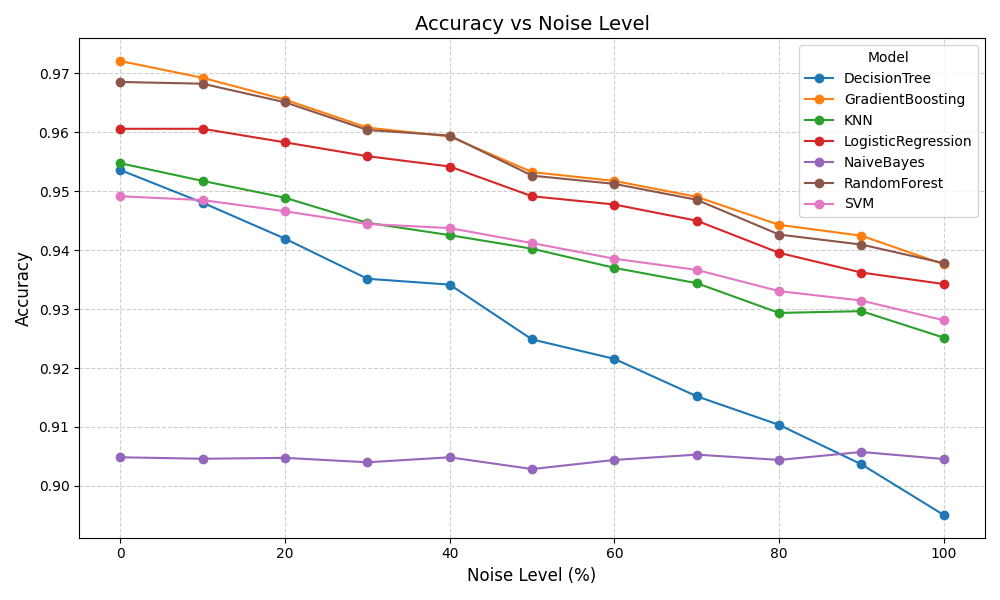 Accuracy vs Noise Level
Model
DecisionTree
GradientBoosting
KNN
LogisticRegression
NaiveBayes
RandomForest
SVM
Accuracy
0.97
0.96
0.95
0.94
0.93
0.92
0.91
0.90
0 20 40 60 80 100
Noise Level (%)